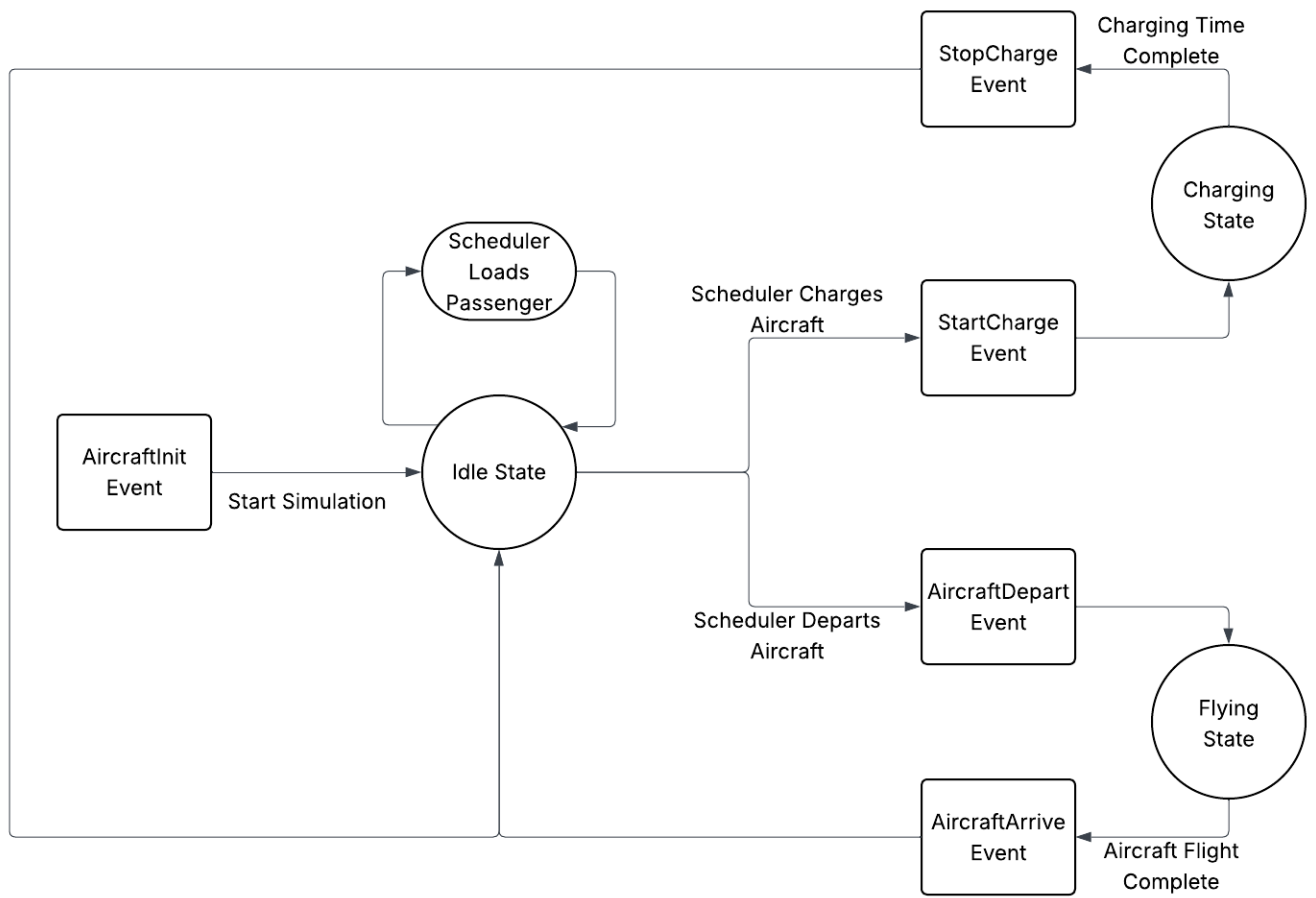 StopCharge
Event
Charging Time
Complete
Charging
State
Scheduler
Loads
Passenger
Scheduler Charges
Aircraft
StartCharge
Event
AircraftInit
Event
Start Simulation
Idle State
AircraftDepart
Event
Scheduler Departs
Aircraft
Flying
State
AircraftArrive
Event
Aircraft Flight
Complete